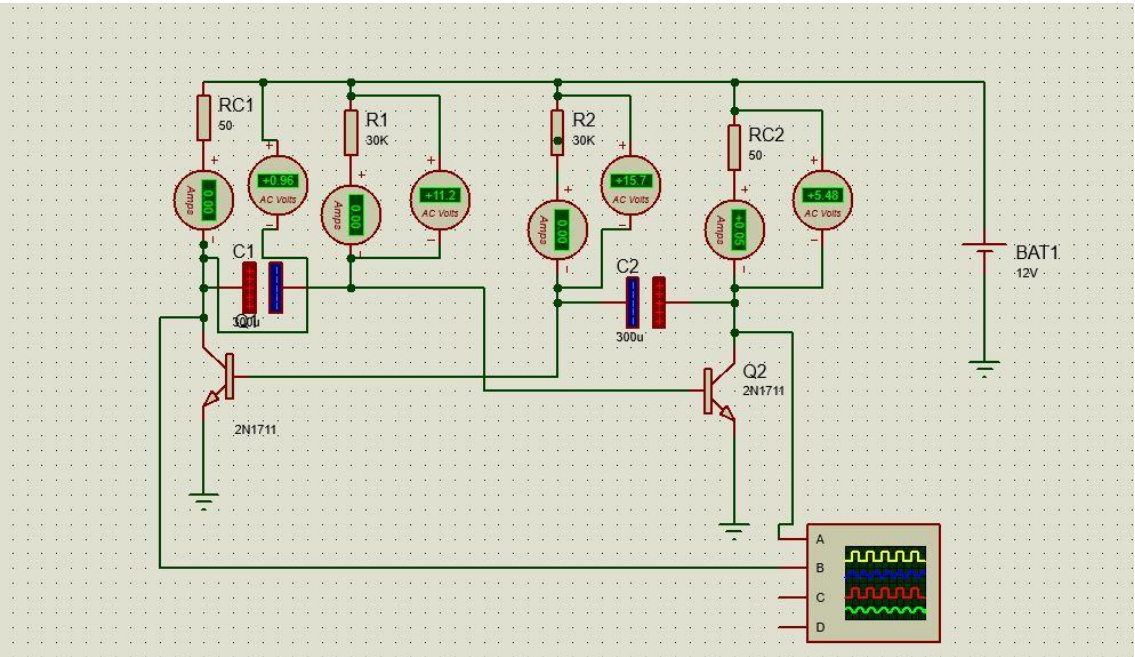 RC1
50
R1
30K
R2
30K
RC2
50
+0.96
AC Volts
+11.2
AC Volts
+15.7
AC Volts
+5.48
AC Volts
0.00
Amps
0.00
Amps
0.00
Amps
+0.05
Amps
C1
300u
C2
300u
BAT1
12V
2N1711
Q2
2N1711
A
B
C
D